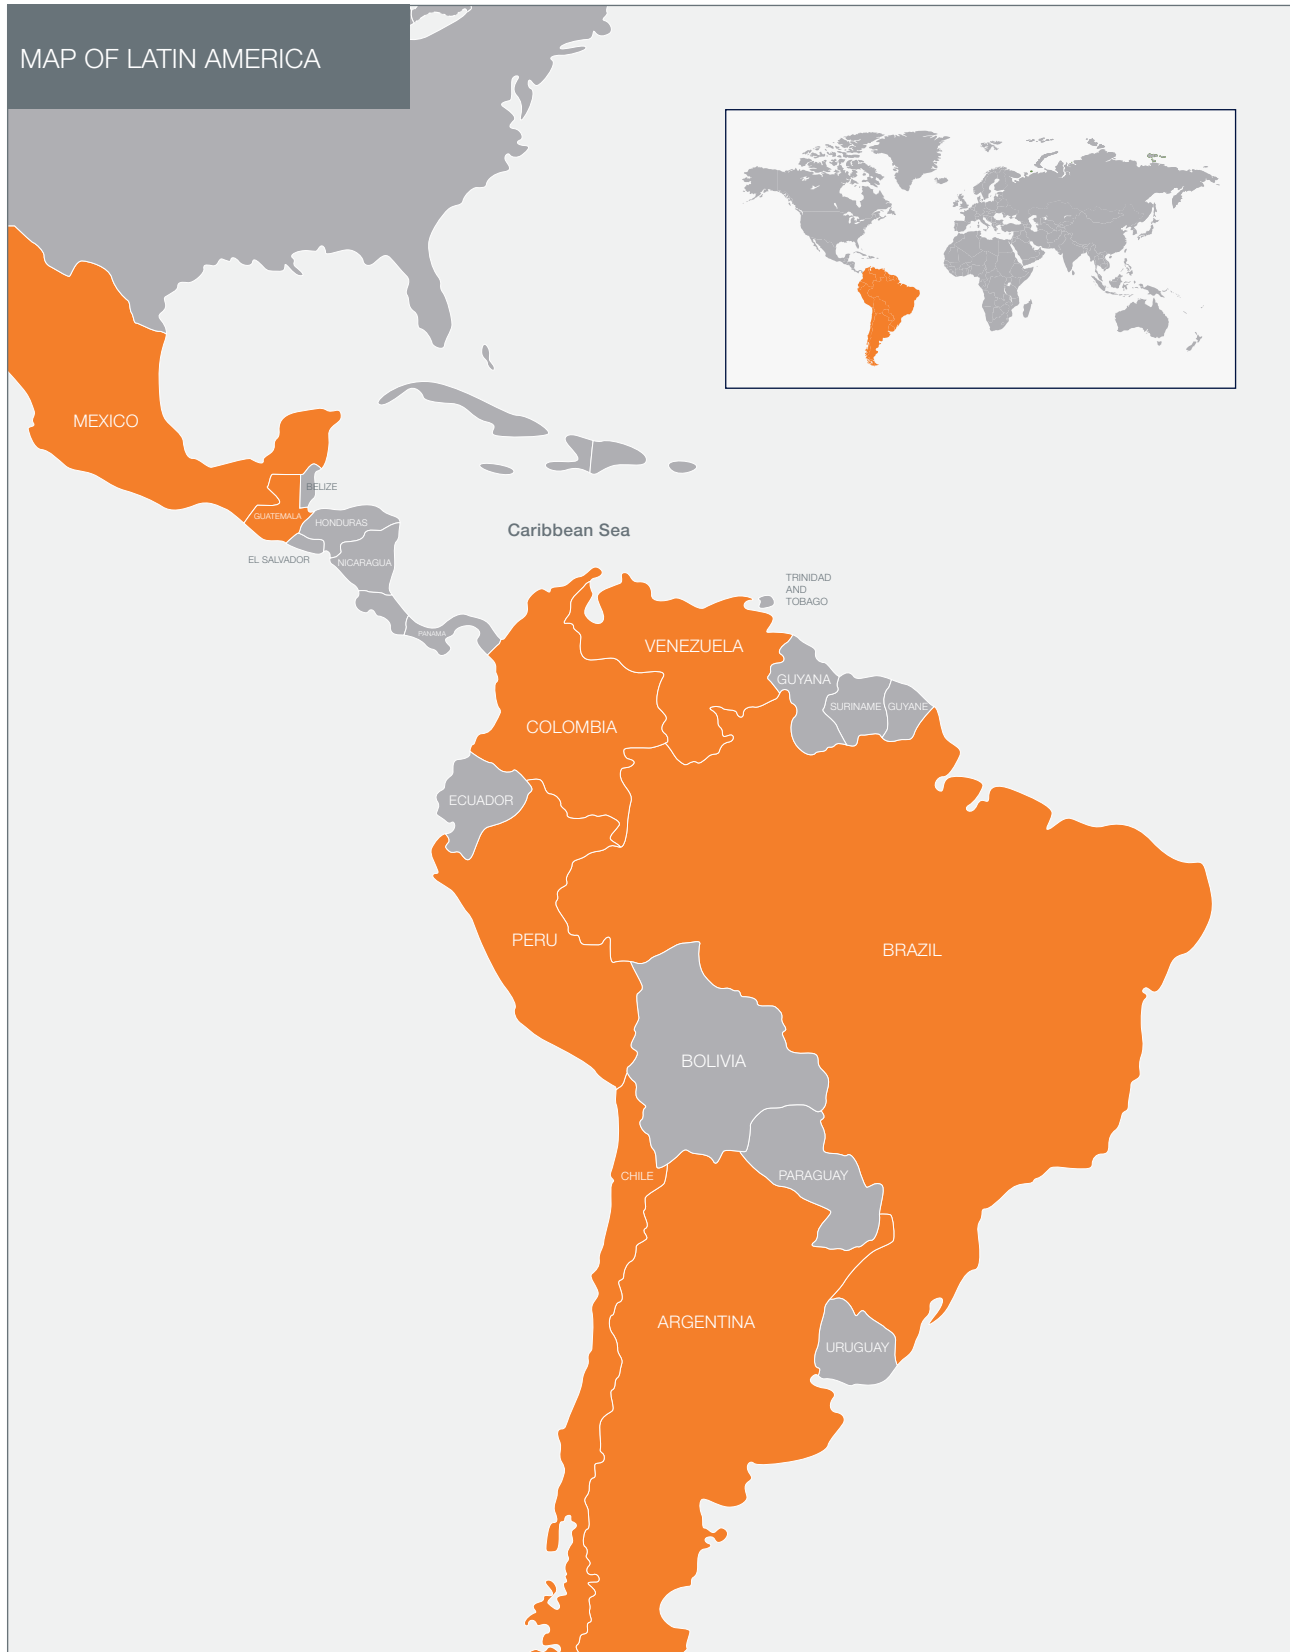 MAP OF LATIN AMERICA
MEXICO
BELIZE
GUATEMALA
HONDURAS
Caribbean Sea
EL SALVADOR
NICARAGUA
TRINIDAD
AND
TOBAGO
PANAMA
VENEZUELA
GUYANA
SURINAME
GUYANE
COLOMBIA
ECUADOR
PERU
BRAZIL
BOLIVIA
CHILE
PARAGUAY
ARGENTINA
URUGUAY